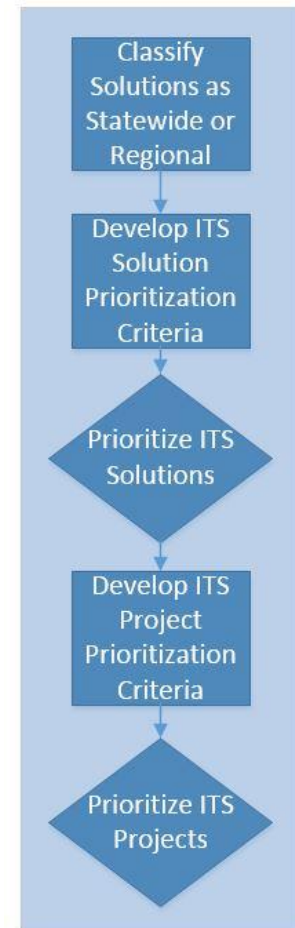 Classify
Solutions as
Statewide or
Regional
Develop ITS
Solution
Prioritization
Criteria
Prioritize ITS
Solutions
Develop ITS
Project
Prioritization
Criteria
Prioritize ITS
Projects